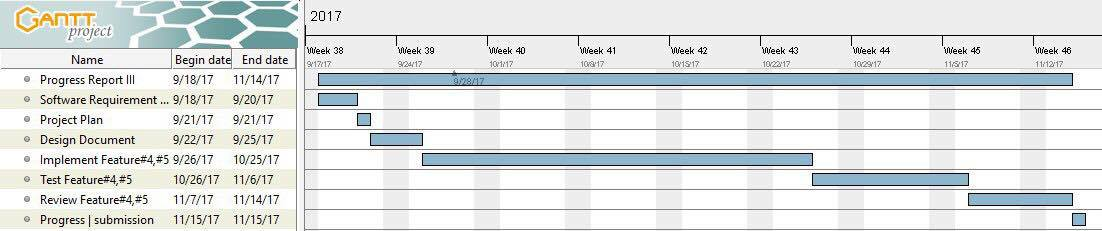 GANTT
project
2017
Week 38 Week 39 Week 40 Week 41 Week 42 Week 43 Week 44 Week 45 Week 46
Name Begin date End date 9/17/17 9/24/17 10/1/17 10/8/17 10/15/17 10/22/17 10/29/17 11/5/17 11/12/17
Progress Report III 9/18/17 11/14/17 9/28/17
Software Requirement ... 9/18/17 9/20/17
Project Plan 9/21/17 9/21/17
Design Document 9/22/17 9/25/17
Implement Feature#4,#5 9/26/17 10/25/17
Test Feature#4,#5 10/26/17 11/6/17
Review Feature#4,#5 11/7/17 11/14/17
Progress | submission 11/15/17 11/15/17